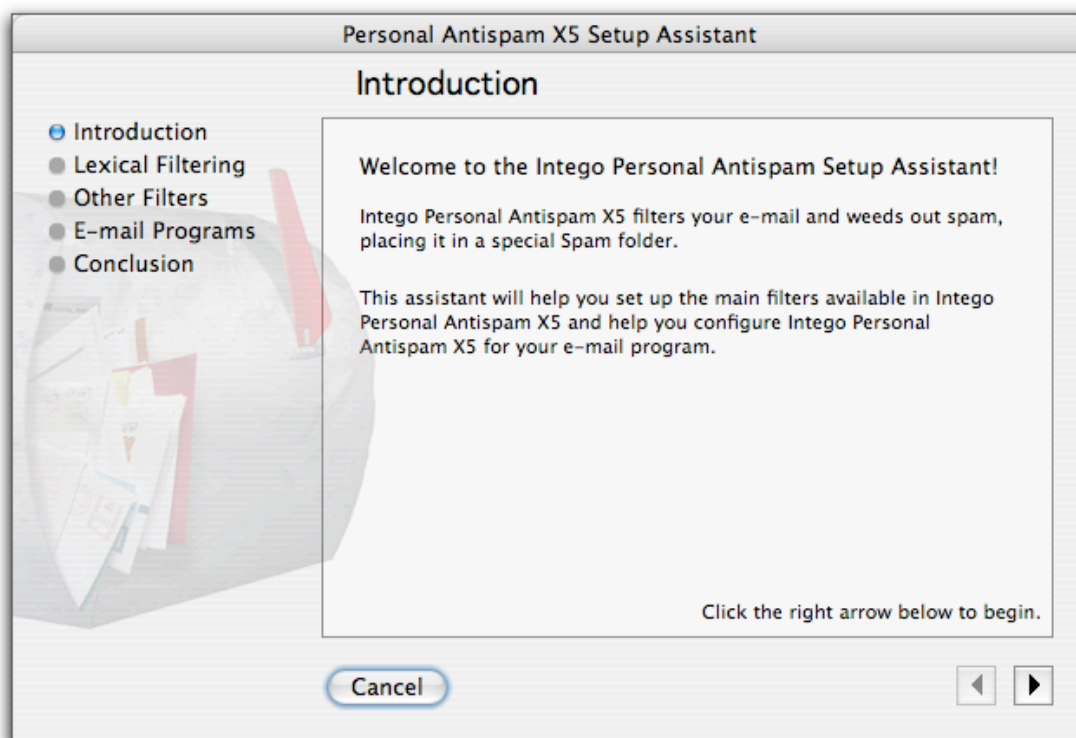 Personal Antispam X5 Setup Assistant
Introduction
Introduction
Lexical Filtering
Other Filters
E-mail Programs
Conclusion
Welcome to the Intego Personal Antispam Setup Assistant!
Intego Personal Antispam X5 filters your e-mail and weeds out spam,
placing it in a special Spam folder.
This assistant will help you set up the main filters available in Intego
Personal Antispam X5 and help you configure Intego Personal
Antispam X5 for your e-mail program.
Click the right arrow below to begin.
Cancel